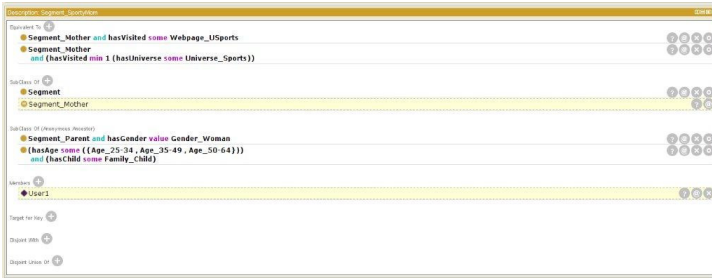 Description: Segment_SportyMom
Equivalent To
Segment_Mother and hasVisited some Webpage_USports
Segment_Mother
and (hasVisited min 1 (hasUniverse some Universe_Sports))
SubClass Of
Segment
Segment_Mother
SubClass Of (Anonymous Ancestor)
Segment_Parent and hasGender value Gender_Woman
(hasAge some ({Age_25-34 , Age_35-49 , Age_50-64}))
and (hasChild some Family_Child)
Members
User1
Target for Key
Disjoint With
Disjoint Union Of